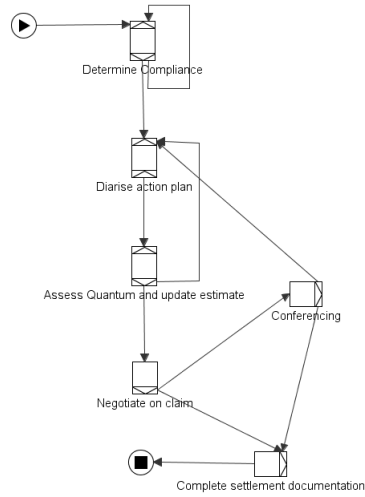 Determine Compliance
Diarise action plan
Assess Quantum and update estimate
Conferencing
Negotiate on claim
Complete settlement documentation